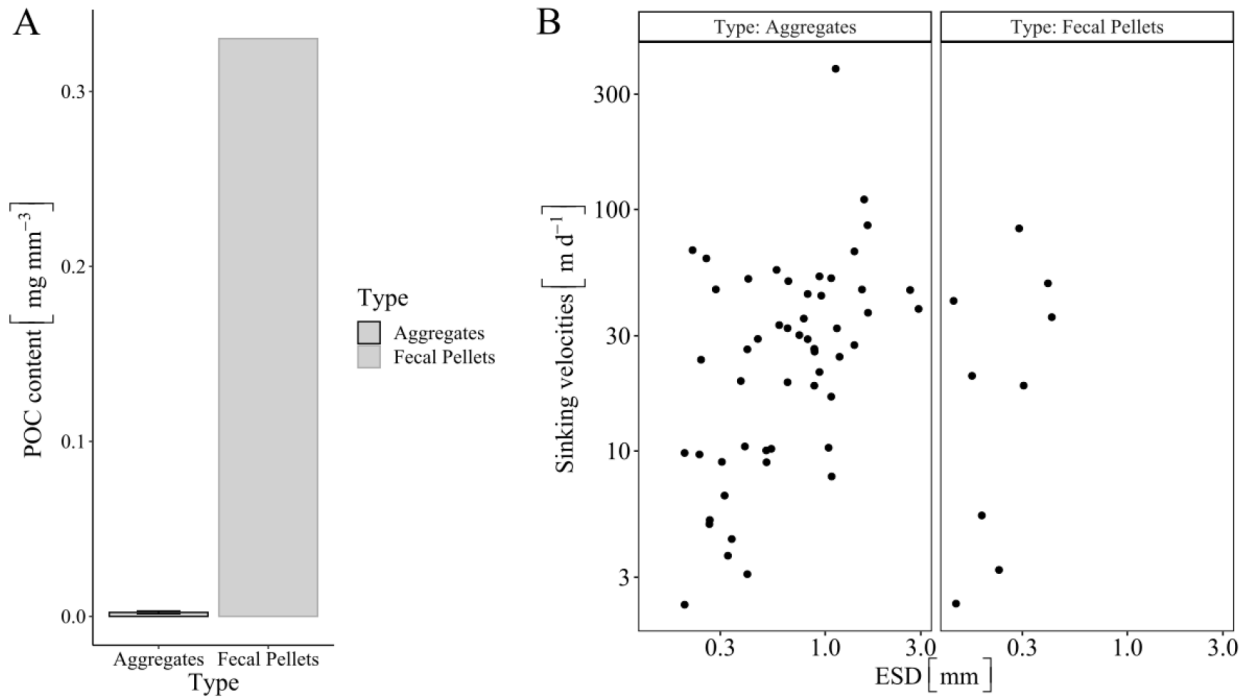 A
POC content [mg mm⁻³]
0.3
0.2
0.1
0.0
Aggregates Fecal Pellets
Type
Type
Aggregates
Fecal Pellets
B
Type: Aggregates
Type: Fecal Pellets
Sinking velocities [m d⁻¹]
300
100
30
10
3
0.3 1.0 3.0
0.3 1.0 3.0
ESD [mm]